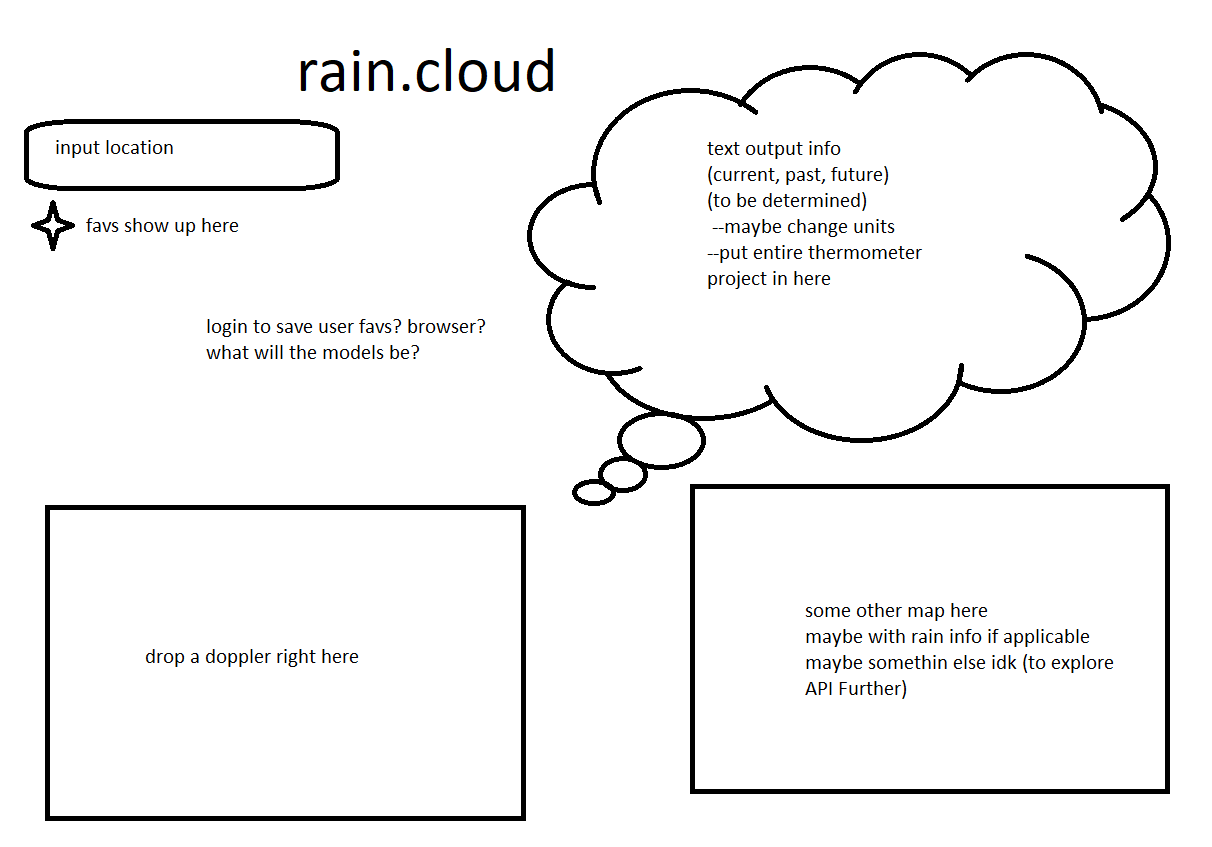 rain.cloud
input location
favs show up here
text output info
(current, past, future)
(to be determined)
--maybe change units
--put entire thermometer
project in here
login to save user favs? browser?
what will the models be?
drop a doppler right here
some other map here
maybe with rain info if applicable
maybe somethin else idk (to explore
API Further)